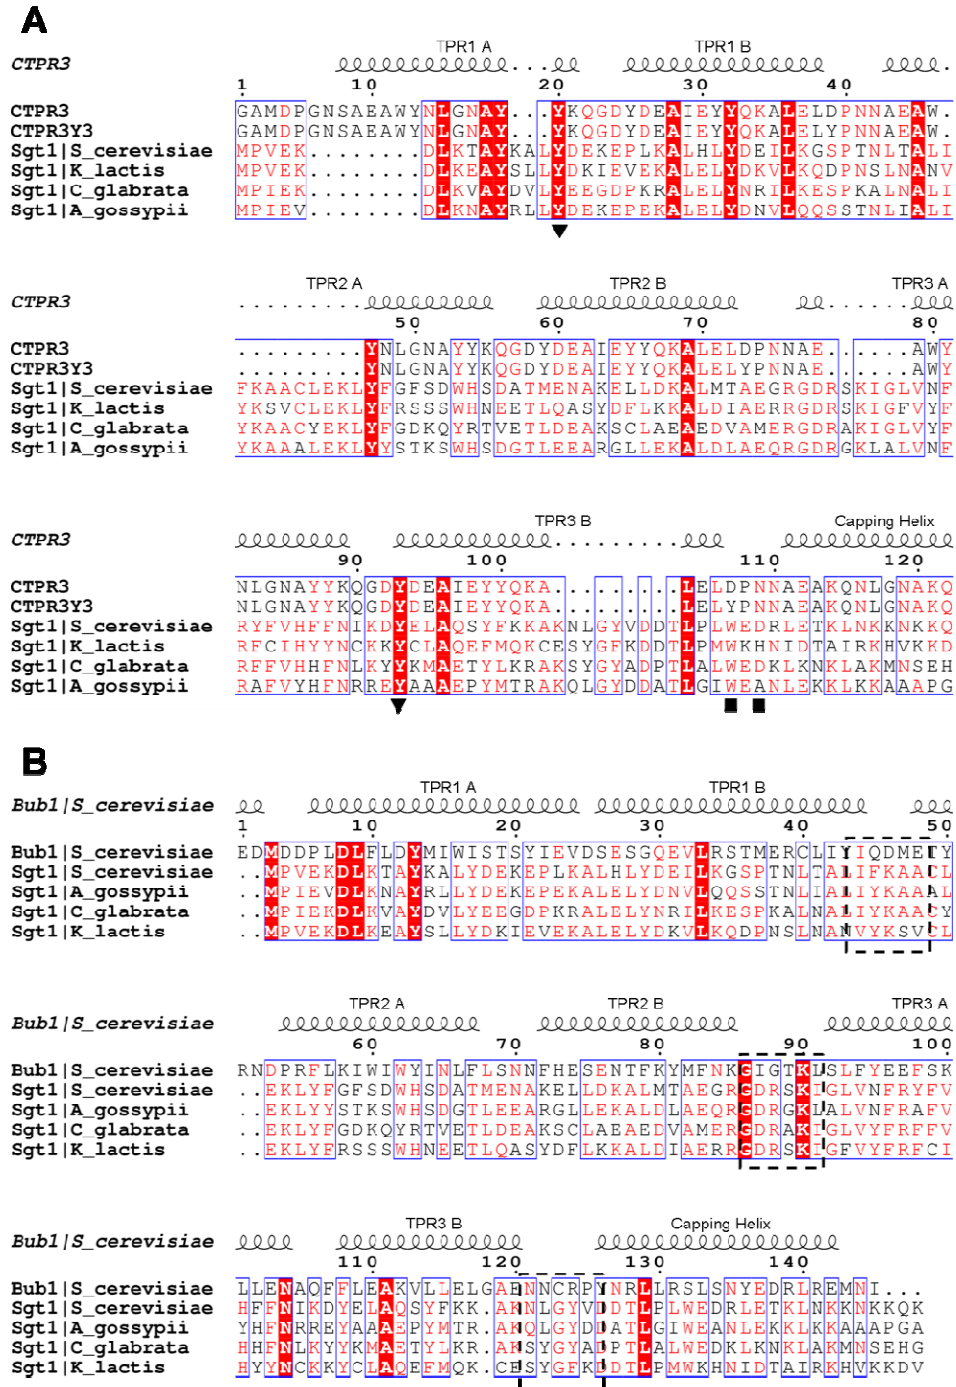 A
TPR1 A TPR1 B
CTPR3
1 10 20 30 40
CTPR3 GAMDPGNSAEAWYNLGNAY...YKQGDYDEAIEYYQKALELDPNNAEAW.
CTPR3Y3 GAMDPGNSAEAWYNLGNAY...YKQGDYDEAIEYYQKALELYPNNAEAW.
Sgt1|S_cerevisiae MPVEK........DLKTAYKALYDEKEPLKALHLYDEILKGSPTNLTALI
Sgt1|K_lactis MPVEK........DLKEAYSLLYDKIEVEKALELYDKVLKQDPNSLNANV
Sgt1|C_glabrata MPIEK........DLKVAYDVLYEEGDPKRALELYNRILKESPKALNALI
Sgt1|A_gossypii MPIEV........DLKNAYRLLYDEKEPEKALELYDNVLQQSSTNLIALI
TPR2 A TPR2 B TPR3 A
CTPR3
50 60 70 80
CTPR3 .........YNLGNAYYKQGDYDEAIEYYQKALELDPNNAE......AWY
CTPR3Y3 .........YNLGNAYYKQGDYDEAIEYYQKALELYPNNAE......AWY
Sgt1|S_cerevisiae FKAACLEKLYFGFSDWHSDATMENAKELLDKALMTAEGRGDRSKIGLVNF
Sgt1|K_lactis YKSVCLEKLYFRSSSWHNEETLQASYDFLKKALDIAERRGDRSKIGFVYF
Sgt1|C_glabrata YKAACYEKLYFGDKQYRTVETLDEAKSCLAEAEDVAMERGDRAKIGLVYF
Sgt1|A_gossypii YKAAALEKLYYSTKSWHSDGTLEEARGLLEKALDLAEQRGDRGKLALVNF
TPR3 B Capping Helix
CTPR3
90 100 110 120
CTPR3 NLGNAYYKQGDYDEAIEYYQKA.........LELDPNNAEAKQNLGNAKQ
CTPR3Y3 NLGNAYYKQGDYDEAIEYYQKA.........LELYPNNAEAKQNLGNAKQ
Sgt1|S_cerevisiae RYFVHFFNIKDYELAQSYFKKAKNLGYVDDTLPLWEDRLETKLNKKNKKQ
Sgt1|K_lactis RFCIHYYNCKKYCLAQEFMQKCESYGFKDDTLPMWKHNIDTAIRKHVKKD
Sgt1|C_glabrata RFFVHHFNLKYYKMAETYLKRAKSYGYADPTLALWEDKLKNKLAKMNSEH
Sgt1|A_gossypii RAFVYHFNRREYAAAEPYMTRAKQLGYDDATLGIWEANLEKKLKKAAAPG
B
TPR1 A TPR1 B
Bub1|S_cerevisiae
1 10 20 30 40 50
Bub1|S_cerevisiae EDMDDPLDLFLDYMIWISTSYIEVDSESGQEVLRSTMERCLIYIQDMETY
Sgt1|S_cerevisiae ..MPVEKDLKTAYKALYDEKEPLKALHLYDEILKGSPTNLTALIFKAACL
Sgt1|A_gossypii ..MPIEVDLKNAYRLLYDEKEPEKALELYDNVLQQSSTNLIALIYKAAAL
Sgt1|C_glabrata ..MPIEKDLKVAYDVLYEEGDPKRALELYNRILKESPKALNALIYKAACY
Sgt1|K_lactis ..MPVEKDLKEAYSLLYDKIEVEKALELYDKVLKQDPNSLNANVYKSVCL
TPR2 A TPR2 B TPR3 A
Bub1|S_cerevisiae
60 70 80 90 100
Bub1|S_cerevisiae RNDPRFLKIWIWYINLFLSNNFHESENTFKYMFNKGIGTKLSLFYEEFSK
Sgt1|S_cerevisiae ..EKLYFGFSDWHSDATMENAKELLDKALMTAEGRGDRSKIGLVNFRYFV
Sgt1|A_gossypii ..EKLYYSTKSWHSDGTLEEARGLLEKALDLAEQRGDRGKLALVNFRAFV
Sgt1|C_glabrata ..EKLYFGDKQYRTVETLDEAKSCLAEAEDVAMERGDRAKIGLVYFRFFV
Sgt1|K_lactis ..EKLYFRSSSWHNEETLQASYDFLKKALDIAERRGDRSKIGFVYFRFCI
TPR3 B Capping Helix
Bub1|S_cerevisiae
110 120 130 140
Bub1|S_cerevisiae LLENAQFFLEAKVLLELGAENNCRPYNRLLRSLSNYEDRLREMNI...
Sgt1|S_cerevisiae HFFNIKDYELAQSYFKK.AKNLGYVDDTLPLWEDRLETKLNKKNKKQK
Sgt1|A_gossypii YHFNRREYAAAEPYMTR.AKQLGYDDATLGIWEANLEKKLKKAAAPGA
Sgt1|C_glabrata HHFNLKYYKMAETYLKR.AKSYGYADPTLALWEDKLKNKLAKMNSEHG
Sgt1|K_lactis HYYNCKKYCLAQEFMQK.CESYGFKDDTLPMWKHNIDTAIRKHVKKDV